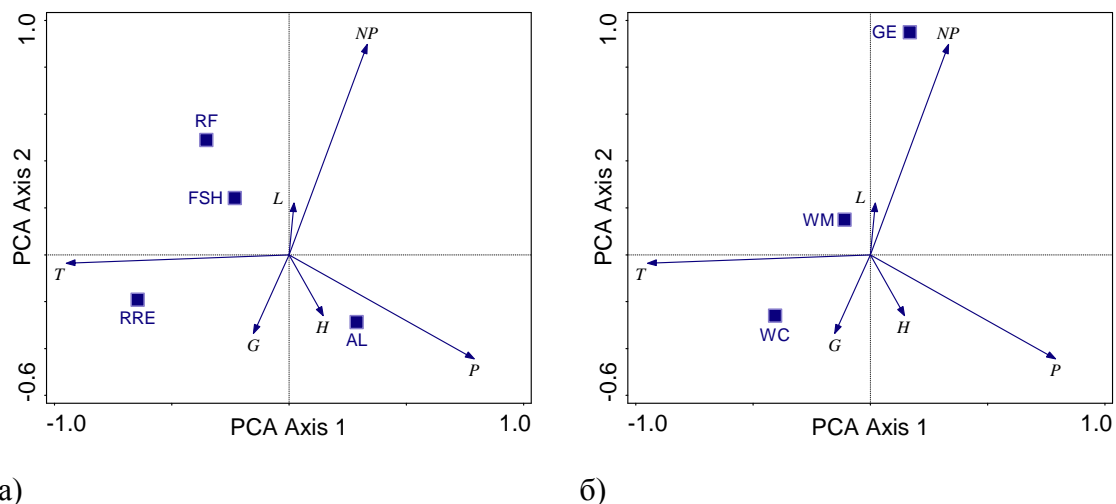 1.0
PCA Axis 2
-0.6
NP
RF
FSH
L
T
RRE
G
H
AL
P
-1.0
PCA Axis 1
1.0
а)
1.0
PCA Axis 2
-0.6
GE
NP
L
WM
T
WC
G
H
P
-1.0
PCA Axis 1
1.0
б)